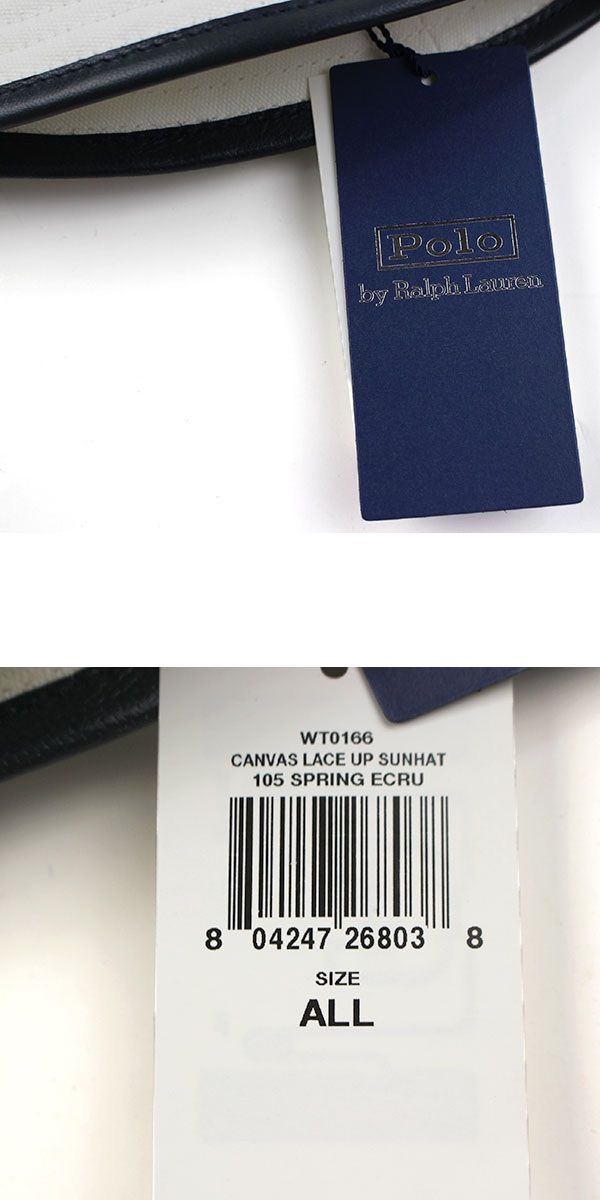 Polo
by Ralph Lauren
WT0166
CANVAS LACE UP SUNHAT
105 SPRING ECRU
8 04247 26803 8
SIZE
ALL